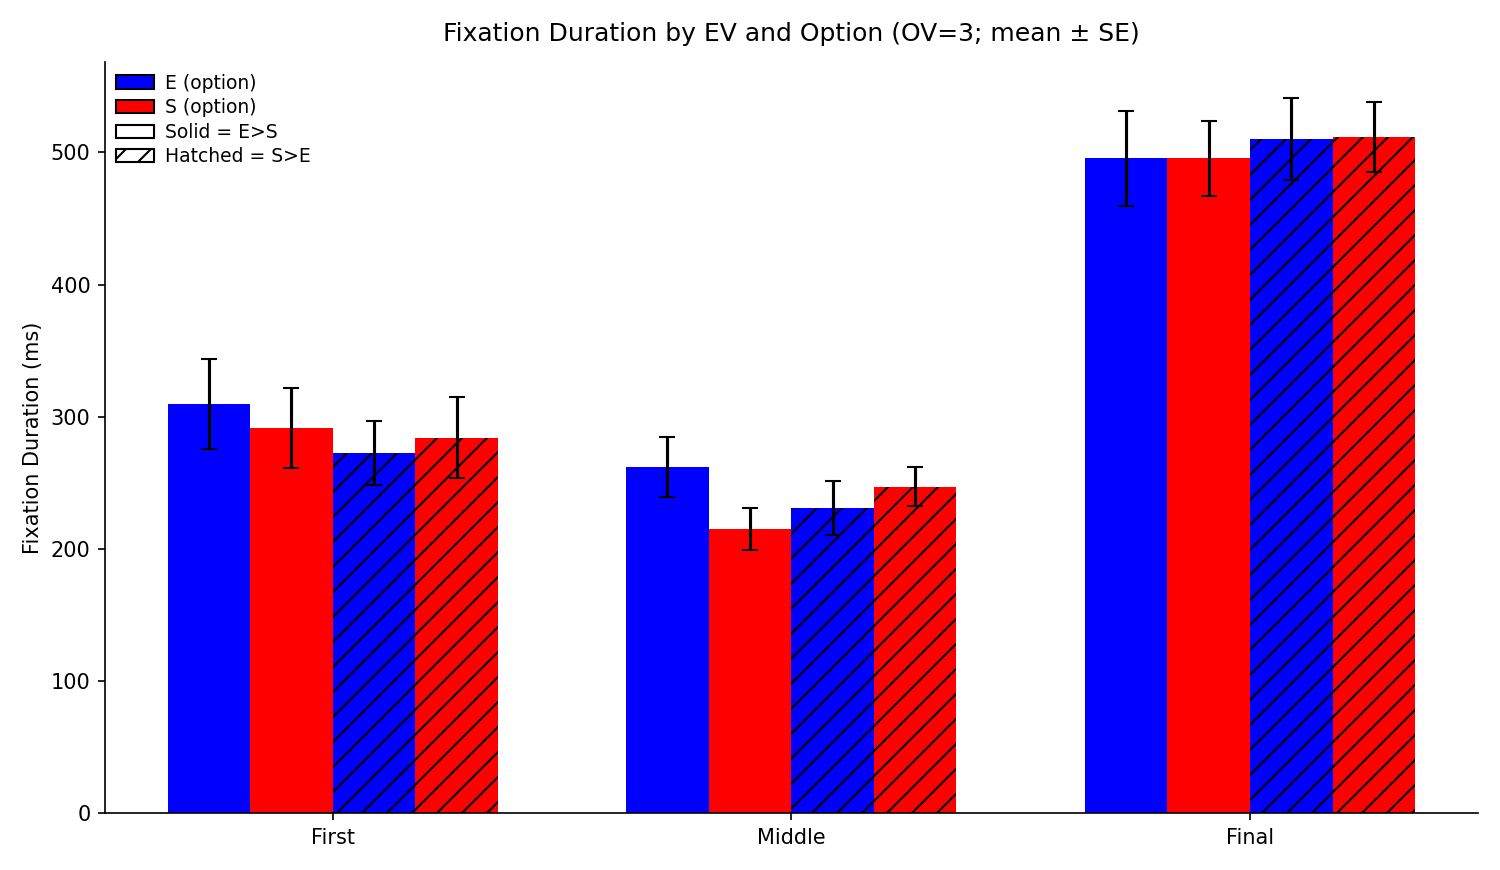 Fixation Duration by EV and Option (OV=3; mean ± SE)
E (option)
S (option)
Solid = E>S
Hatched = S>E
Fixation Duration (ms)
500
400
300
200
100
0
First
Middle
Final